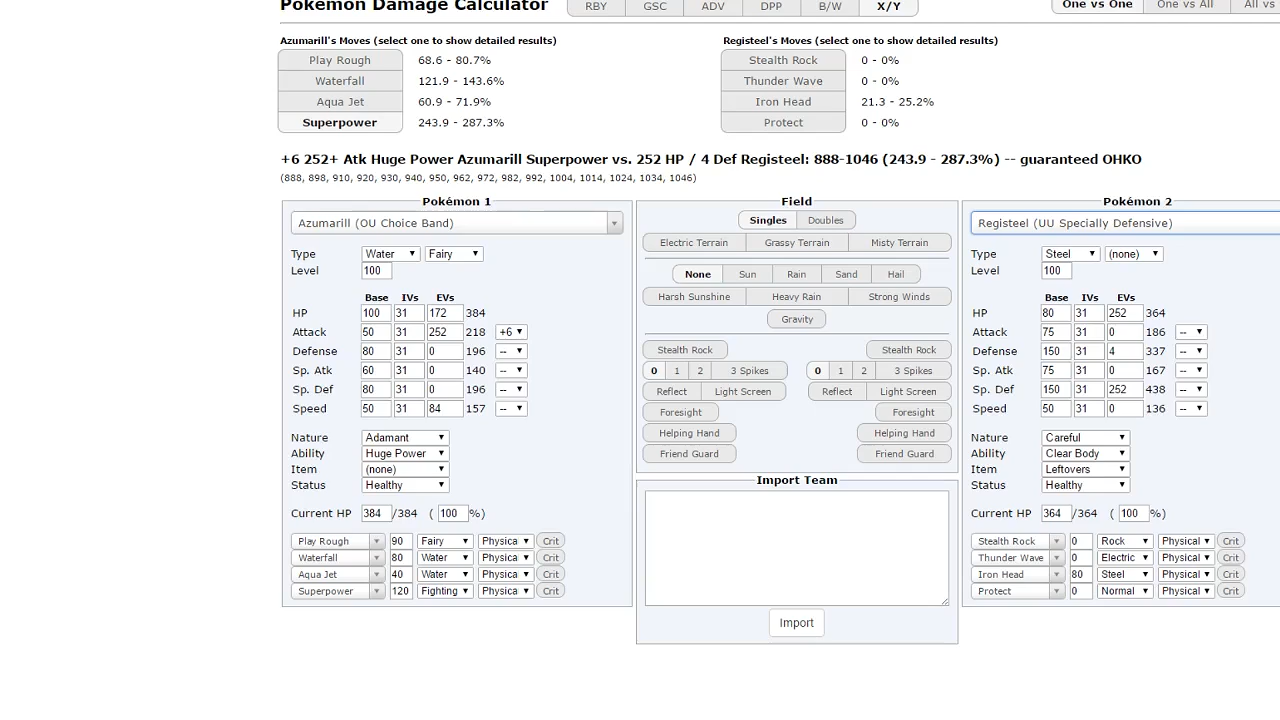 Pokémon Damage Calculator RBY GSC ADV DPP B/W X/Y One vs One One vs All All vs
Azumarill's Moves (select one to show detailed results) Registeel's Moves (select one to show detailed results)
Play Rough 68.6 - 80.7% Stealth Rock 0 - 0%
Waterfall 121.9 - 143.6% Thunder Wave 0 - 0%
Aqua Jet 60.9 - 71.9% Iron Head 21.3 - 25.2%
Superpower 243.9 - 287.3% Protect 0 - 0%
+6 252+ Atk Huge Power Azumarill Superpower vs. 252 HP / 4 Def Registeel: 888-1046 (243.9 - 287.3%) -- guaranteed OHKO
(888, 898, 910, 920, 930, 940, 950, 962, 972, 982, 992, 1004, 1014, 1024, 1034, 1046)
Pokémon 1 Field Pokémon 2
Azumarill (OU Choice Band) Singles Doubles Registeel (UU Specially Defensive)
Electric Terrain Grassy Terrain Misty Terrain
Type Water Fairy Type Steel (none)
Level 100 None Sun Rain Sand Hail Level 100
Harsh Sunshine Heavy Rain Strong Winds
Base IVs EVs Base IVs EVs
HP 100 31 172 384 Gravity HP 80 31 252 364
Attack 50 31 252 218 +6 Attack 75 31 0 186 --
Defense 80 31 0 196 -- Stealth Rock Stealth Rock Defense 150 31 4 337 --
Sp. Atk 60 31 0 140 -- 0 1 2 3 Spikes 0 1 2 3 Spikes Sp. Atk 75 31 0 167 --
Sp. Def 80 31 0 196 -- Reflect Light Screen Reflect Light Screen Sp. Def 150 31 252 438 --
Speed 50 31 84 157 -- Foresight Foresight Speed 50 31 0 136 --
Nature Adamant Helping Hand Helping Hand Nature Careful
Ability Huge Power Friend Guard Friend Guard Ability Clear Body
Item (none) Item Leftovers
Status Healthy Import Team Status Healthy
Current HP 384 /384 ( 100 %) Current HP 364 /364 ( 100 %)
Play Rough 90 Fairy Physica Crit Stealth Rock 0 Rock Physical Crit
Waterfall 80 Water Physica Crit Thunder Wave 0 Electric Physical Crit
Aqua Jet 40 Water Physica Crit Iron Head 80 Steel Physical Crit
Superpower 120 Fighting Physica Crit Protect 0 Normal Physical Crit
Import